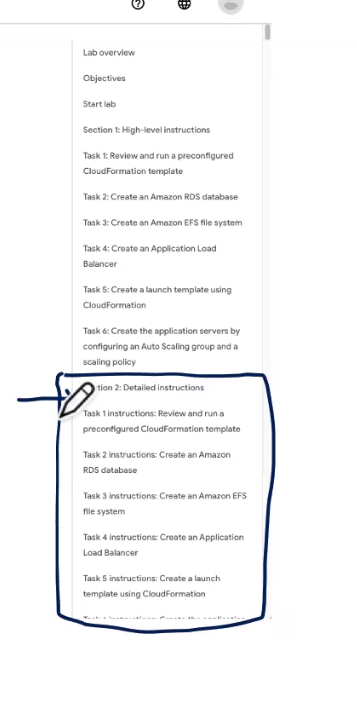 Lab overview
Objectives
Start lab
Section 1: High-level instructions
Task 1: Review and run a preconfigured
CloudFormation template
Task 2: Create an Amazon RDS database
Task 3: Create an Amazon EFS file system
Task 4: Create an Application Load
Balancer
Task 5: Create a launch template using
CloudFormation
Task 6: Create the application servers by
configuring an Auto Scaling group and a
scaling policy
tion 2: Detailed instructions
Task 1 instructions: Review and run a
preconfigured CloudFormation template
Task 2 instructions: Create an Amazon
RDS database
Task 3 instructions: Create an Amazon EFS
file system
Task 4 instructions: Create an Application
Load Balancer
Task 5 instructions: Create a launch
template using CloudFormation